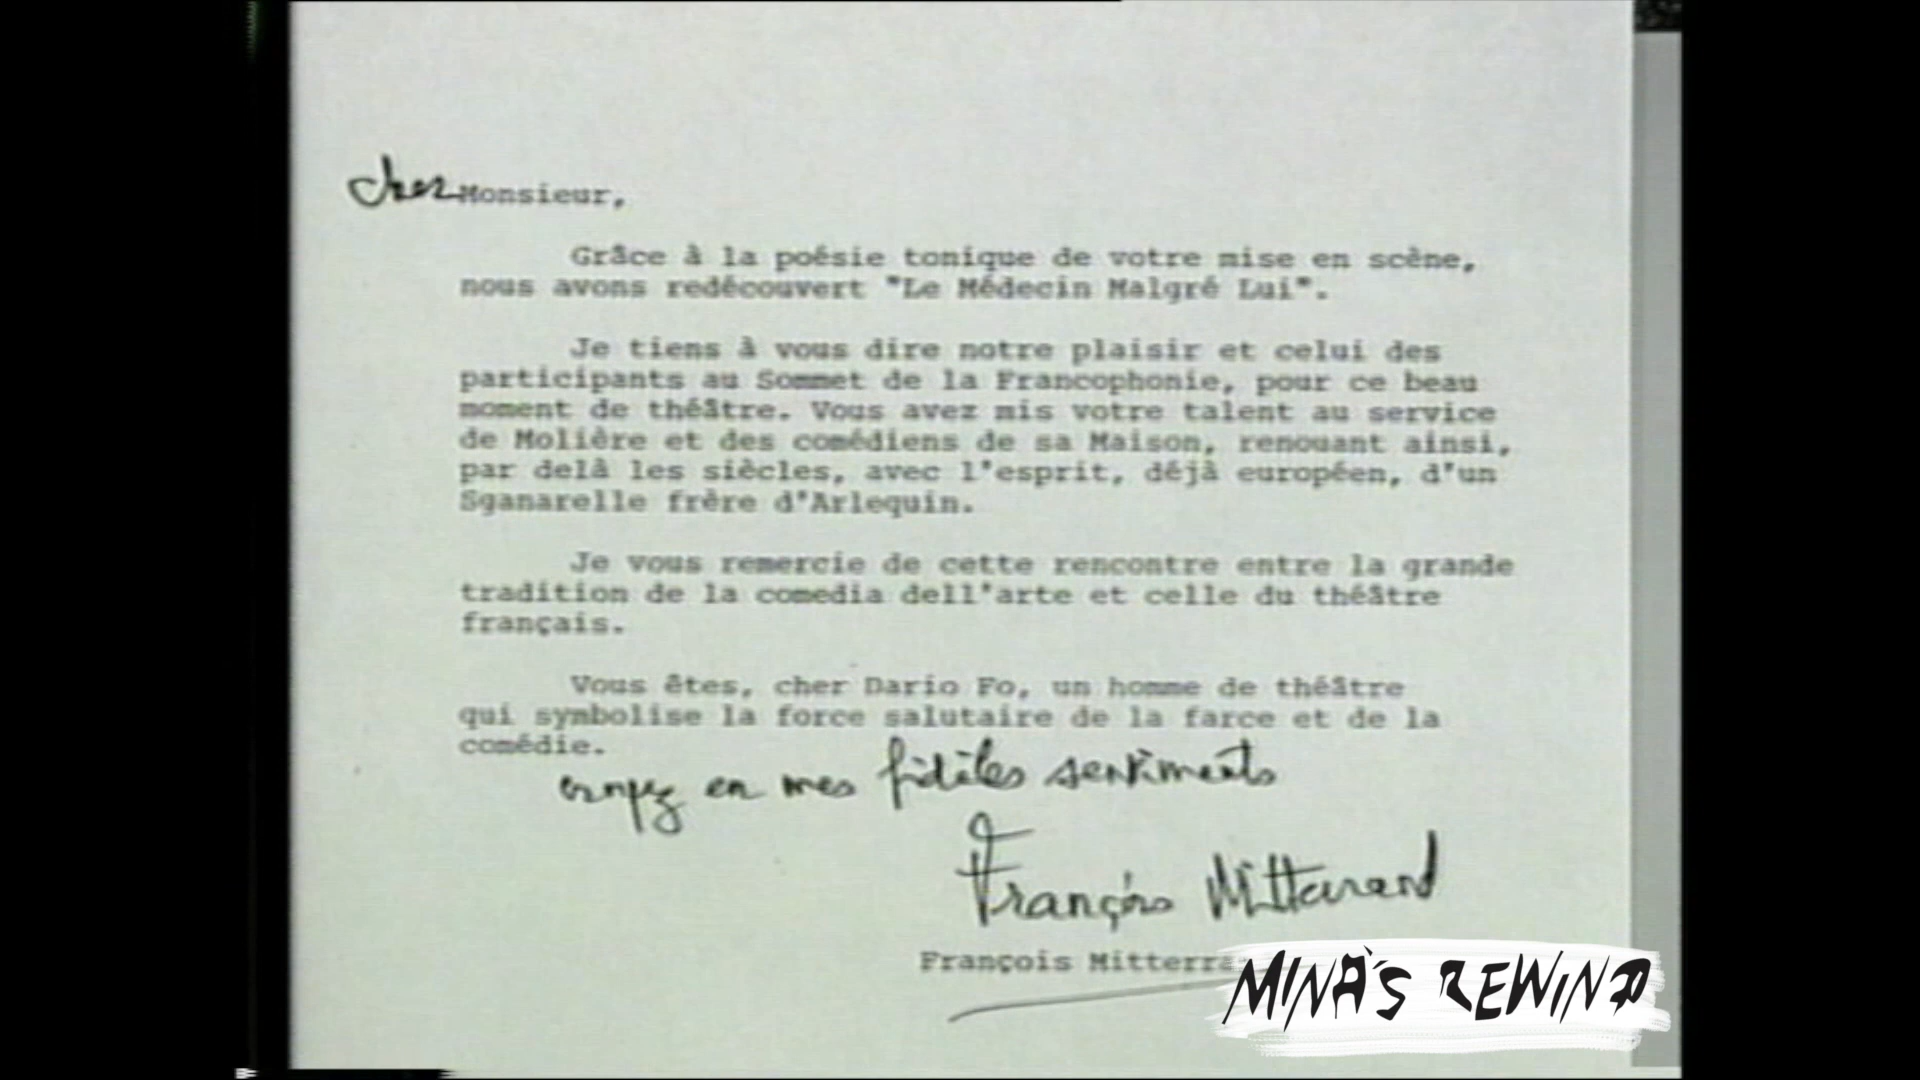 cher Monsieur,
Grâce à la poésie tonique de votre mise en scène,
nous avons redécouvert "Le Médecin Malgré Lui".
Je tiens à vous dire notre plaisir et celui des
participants au Sommet de la Francophonie, pour ce beau
moment de théâtre. Vous avez mis votre talent au service
de Molière et des comédiens de sa Maison, renouant ainsi,
par delà les siècles, avec l'esprit, déjà européen, d'un
Sganarelle frère d'Arlequin.
Je vous remercie de cette rencontre entre la grande
tradition de la comedia dell'arte et celle du théâtre
français.
Vous êtes, cher Dario Fo, un homme de théâtre
qui symbolise la force salutaire de la farce et de la
comédie.
croyez en mes fidèles sentiments
François Mitterrand
François Mitterra
MINA'S REWIND